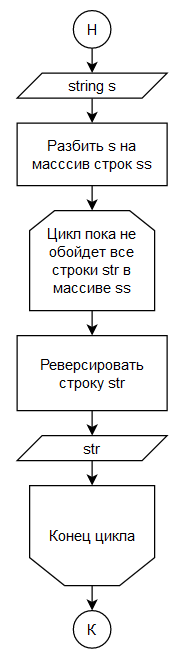 Н
string s
Разбить s на
масссив строк ss
Цикл пока не
обойдет все
строки str в
массиве ss
Реверсировать
строку str
str
Конец цикла
К